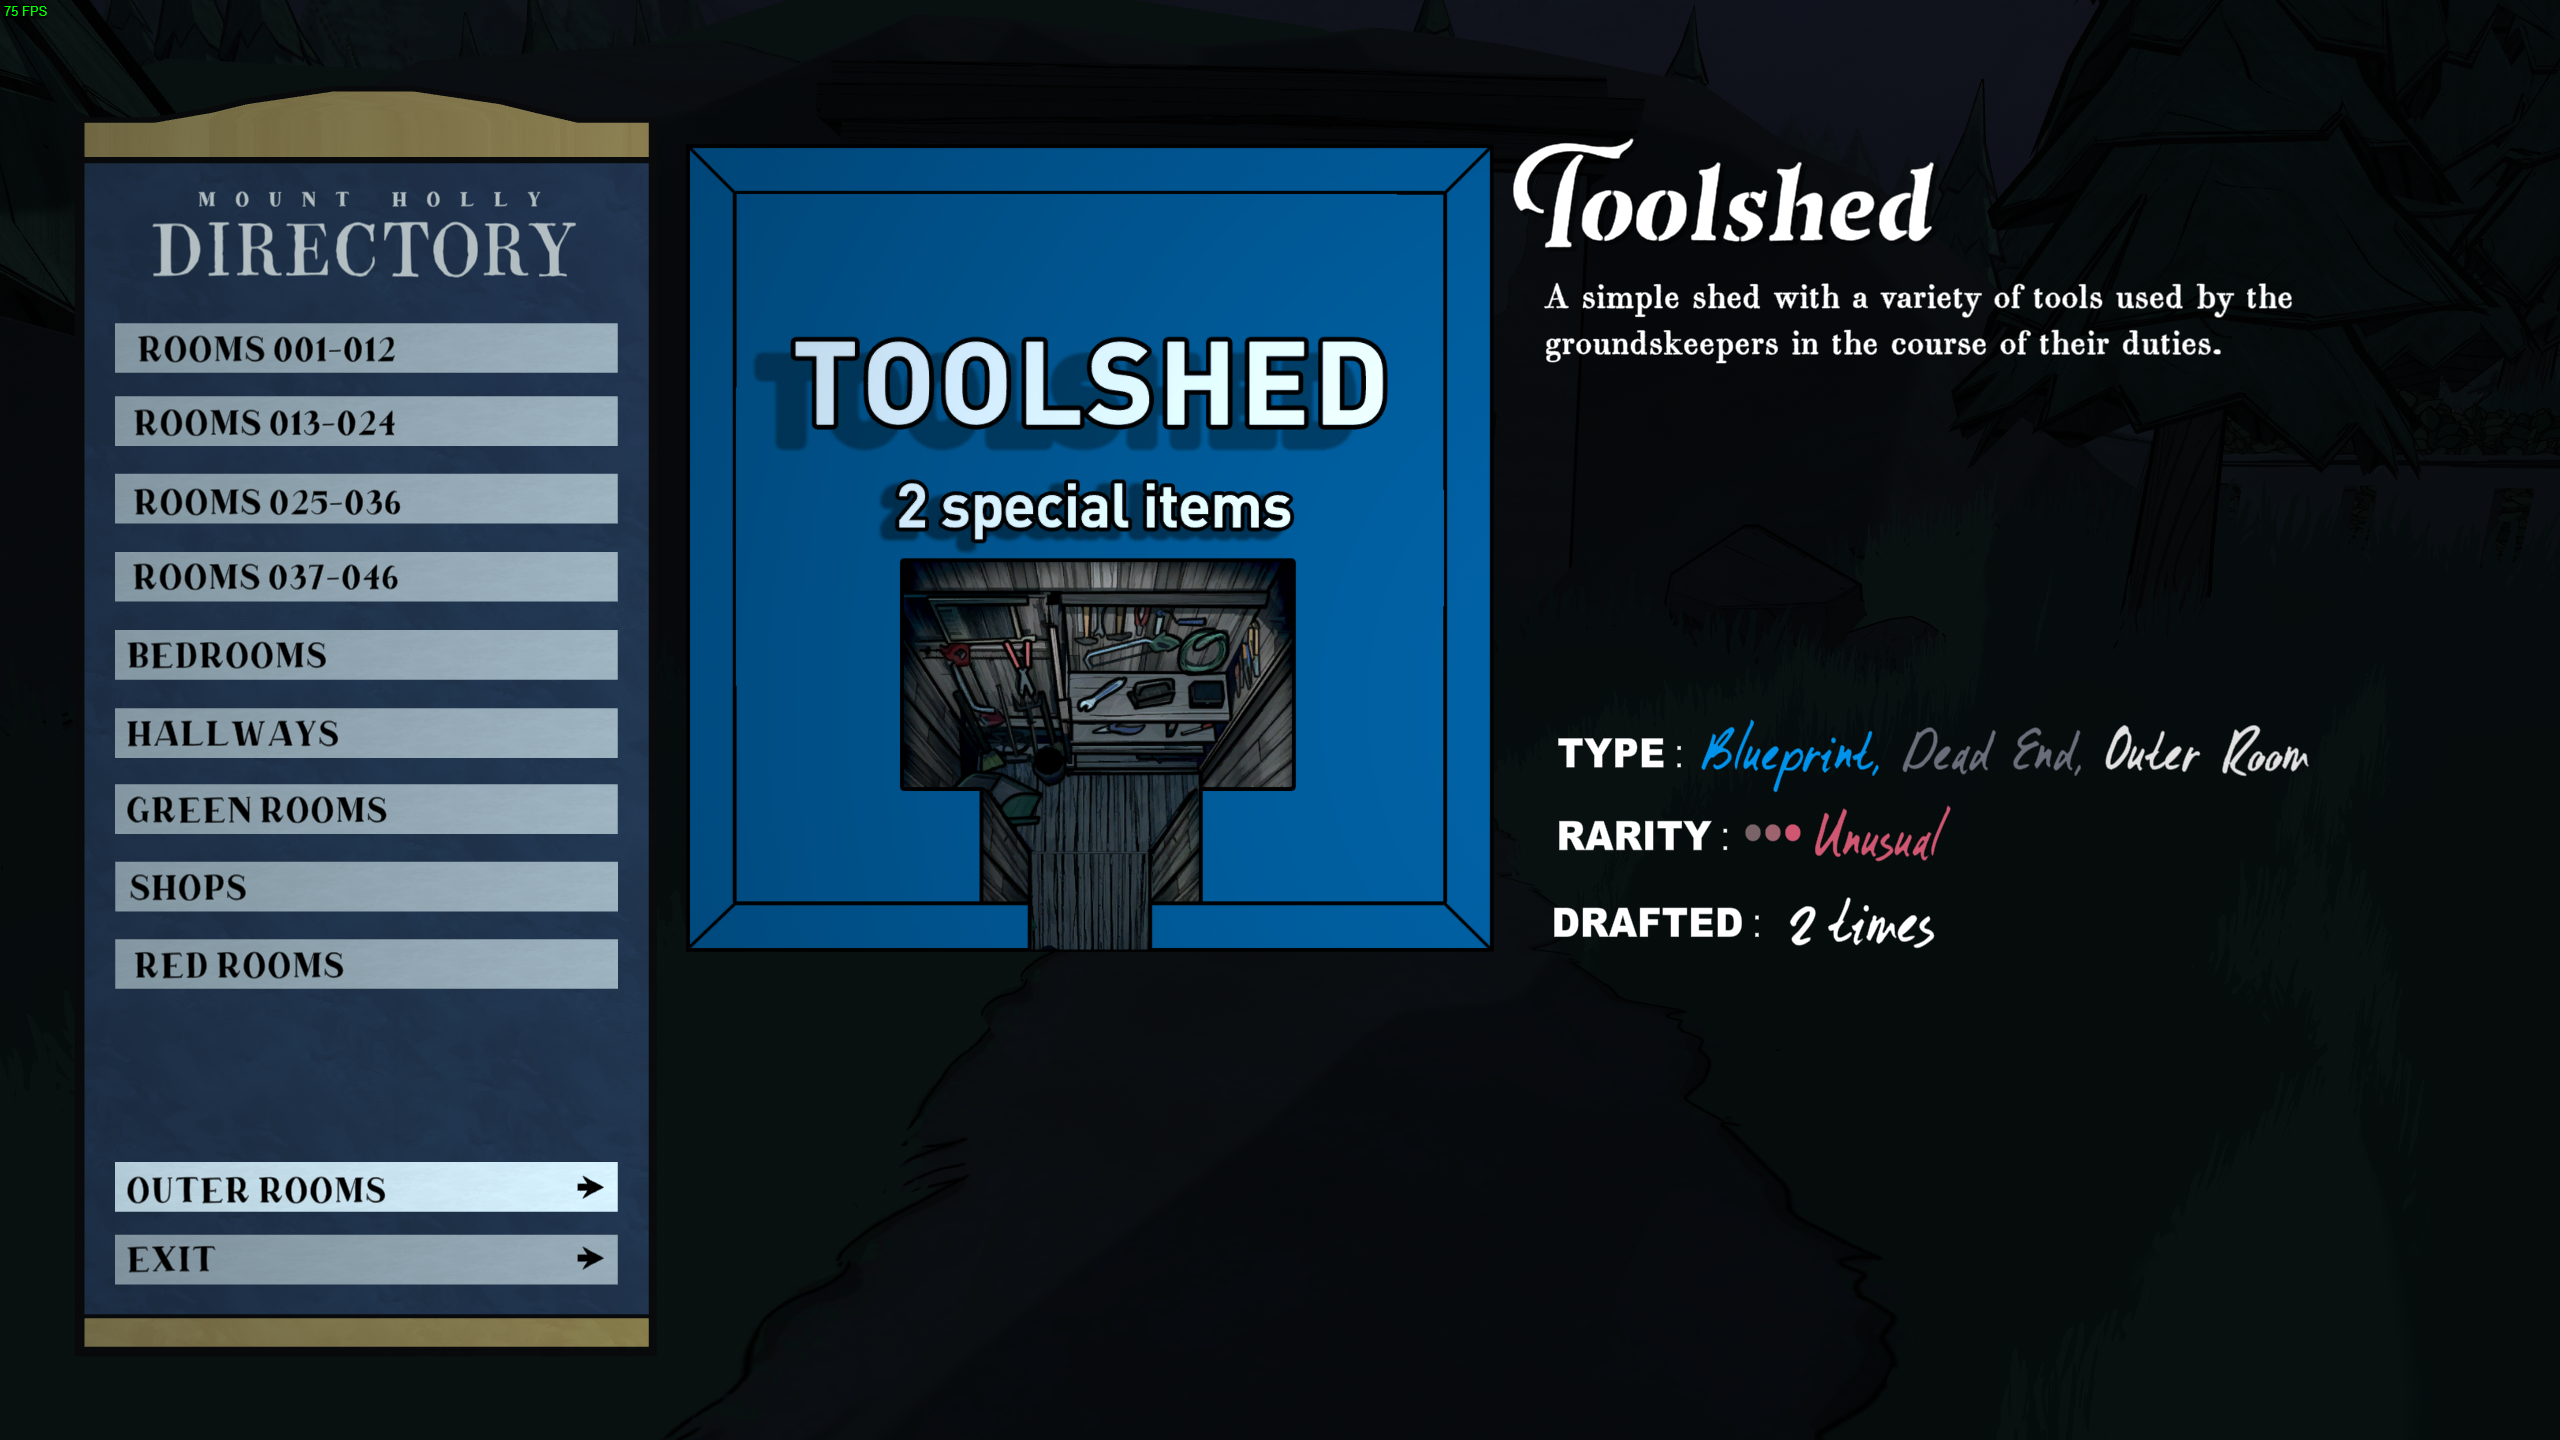 75 FPS
MOUNT HOLLY
DIRECTORY
ROOMS 001-012
ROOMS 013-024
ROOMS 025-036
ROOMS 037-046
BEDROOMS
HALLWAYS
GREEN ROOMS
SHOPS
RED ROOMS
OUTER ROOMS
EXIT
TOOLSHED
2 special items
Toolshed
A simple shed with a variety of tools used by the
groundskeepers in the course of their duties.
TYPE : Blueprint, Dead End, Outer Room
RARITY : Unusual
DRAFTED : 2 times